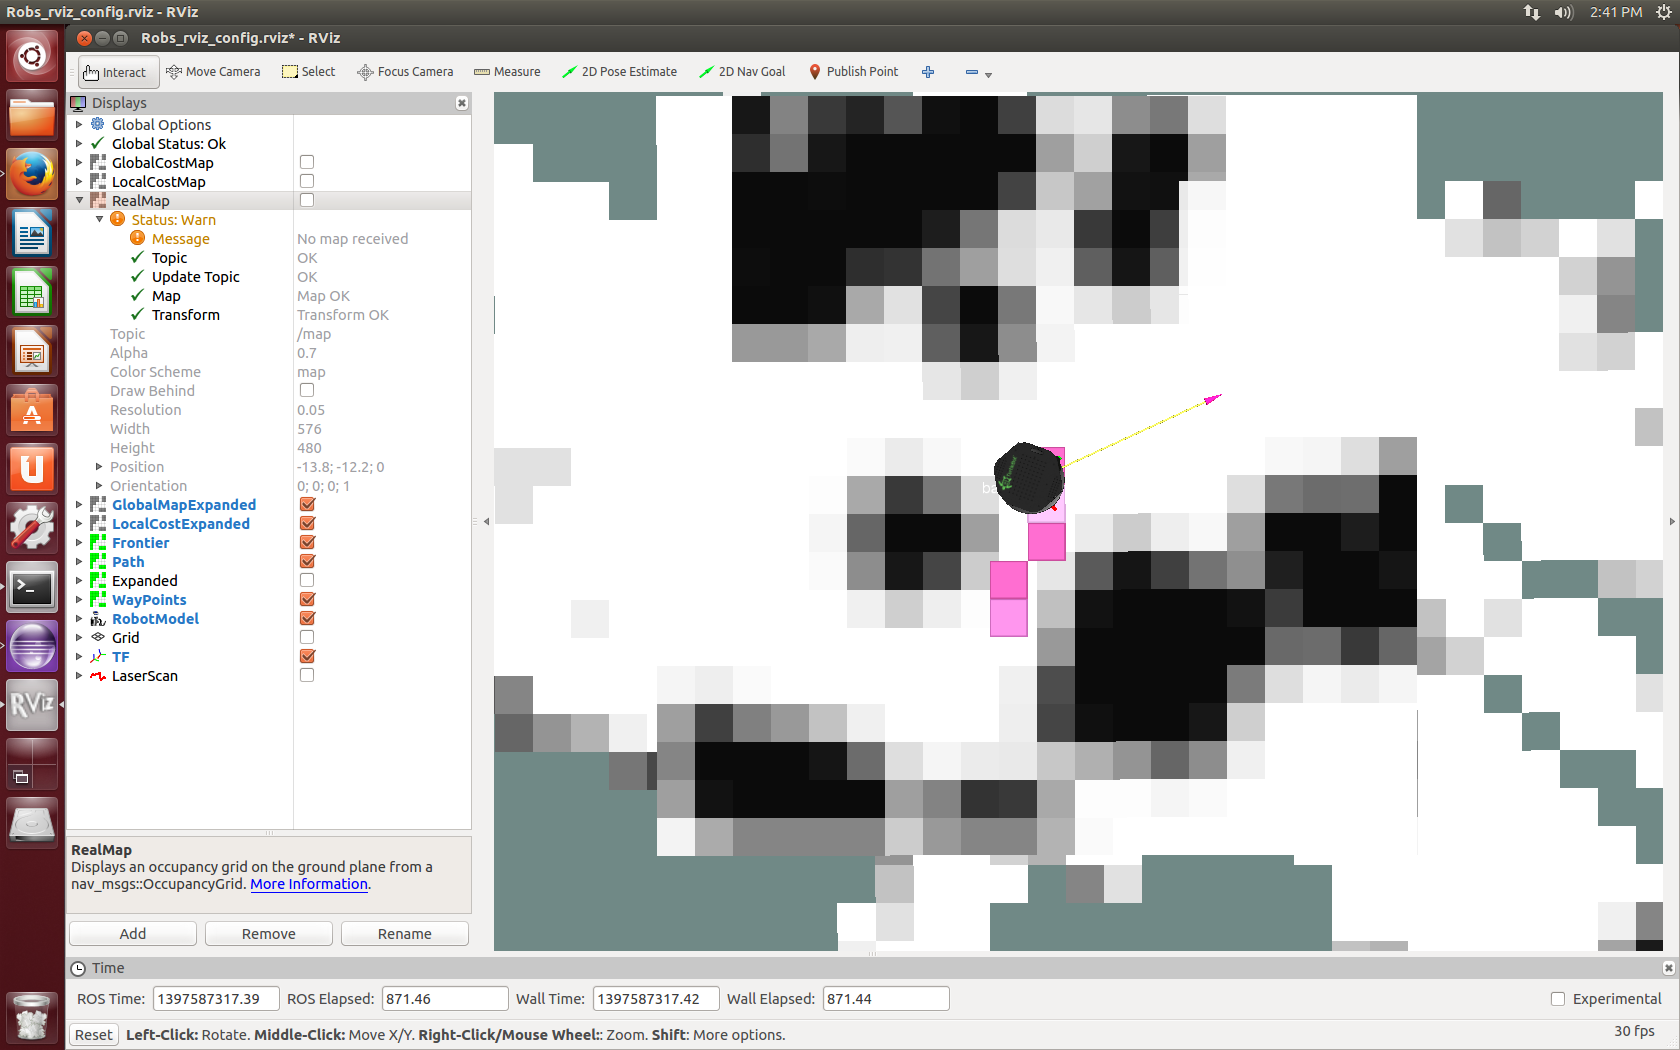 Robs_rviz_config.rviz - RViz
2:41 PM
Robs_rviz_config.rviz* - RViz
Interact Move Camera Select Focus Camera Measure 2D Pose Estimate 2D Nav Goal Publish Point
Displays
Global Options
Global Status: Ok
GlobalCostMap
LocalCostMap
RealMap
Status: Warn
Message No map received
Topic OK
Update Topic OK
Map Map OK
Transform Transform OK
Topic /map
Alpha 0.7
Color Scheme map
Draw Behind
Resolution 0.05
Width 576
Height 480
Position -13.8; -12.2; 0
Orientation 0; 0; 0; 1
GlobalMapExpanded
LocalCostExpanded
Frontier
Path
Expanded
WayPoints
RobotModel
Grid
TF
LaserScan
RViz
ba
RealMap
Displays an occupancy grid on the ground plane from a
nav_msgs::OccupancyGrid. More Information.
Add Remove Rename
Time
ROS Time: 1397587317.39 ROS Elapsed: 871.46 Wall Time: 1397587317.42 Wall Elapsed: 871.44 Experimental
Reset Left-Click: Rotate. Middle-Click: Move X/Y. Right-Click/Mouse Wheel:: Zoom. Shift: More options. 30 fps